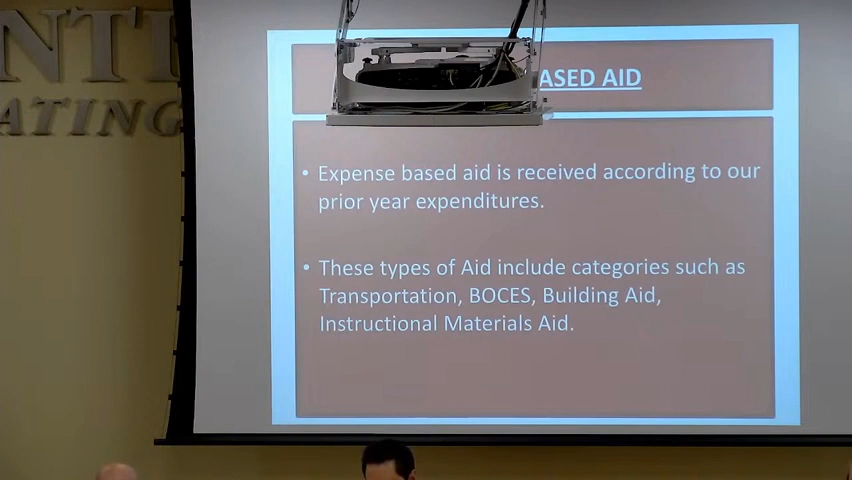 NT
ATING
ASED AID
• Expense based aid is received according to our
prior year expenditures.
• These types of Aid include categories such as
Transportation, BOCES, Building Aid,
Instructional Materials Aid.